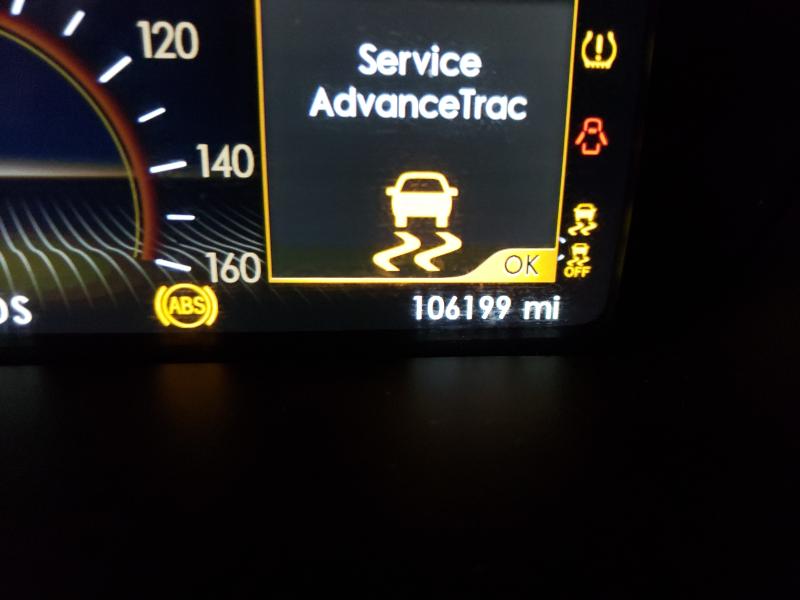 120
Service
AdvanceTrac
140
160
OK
OFF
ABS
106199 mi